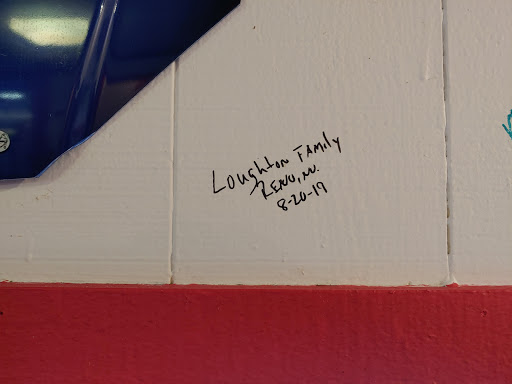 Loughton Family
Reno, NV.
8-20-19